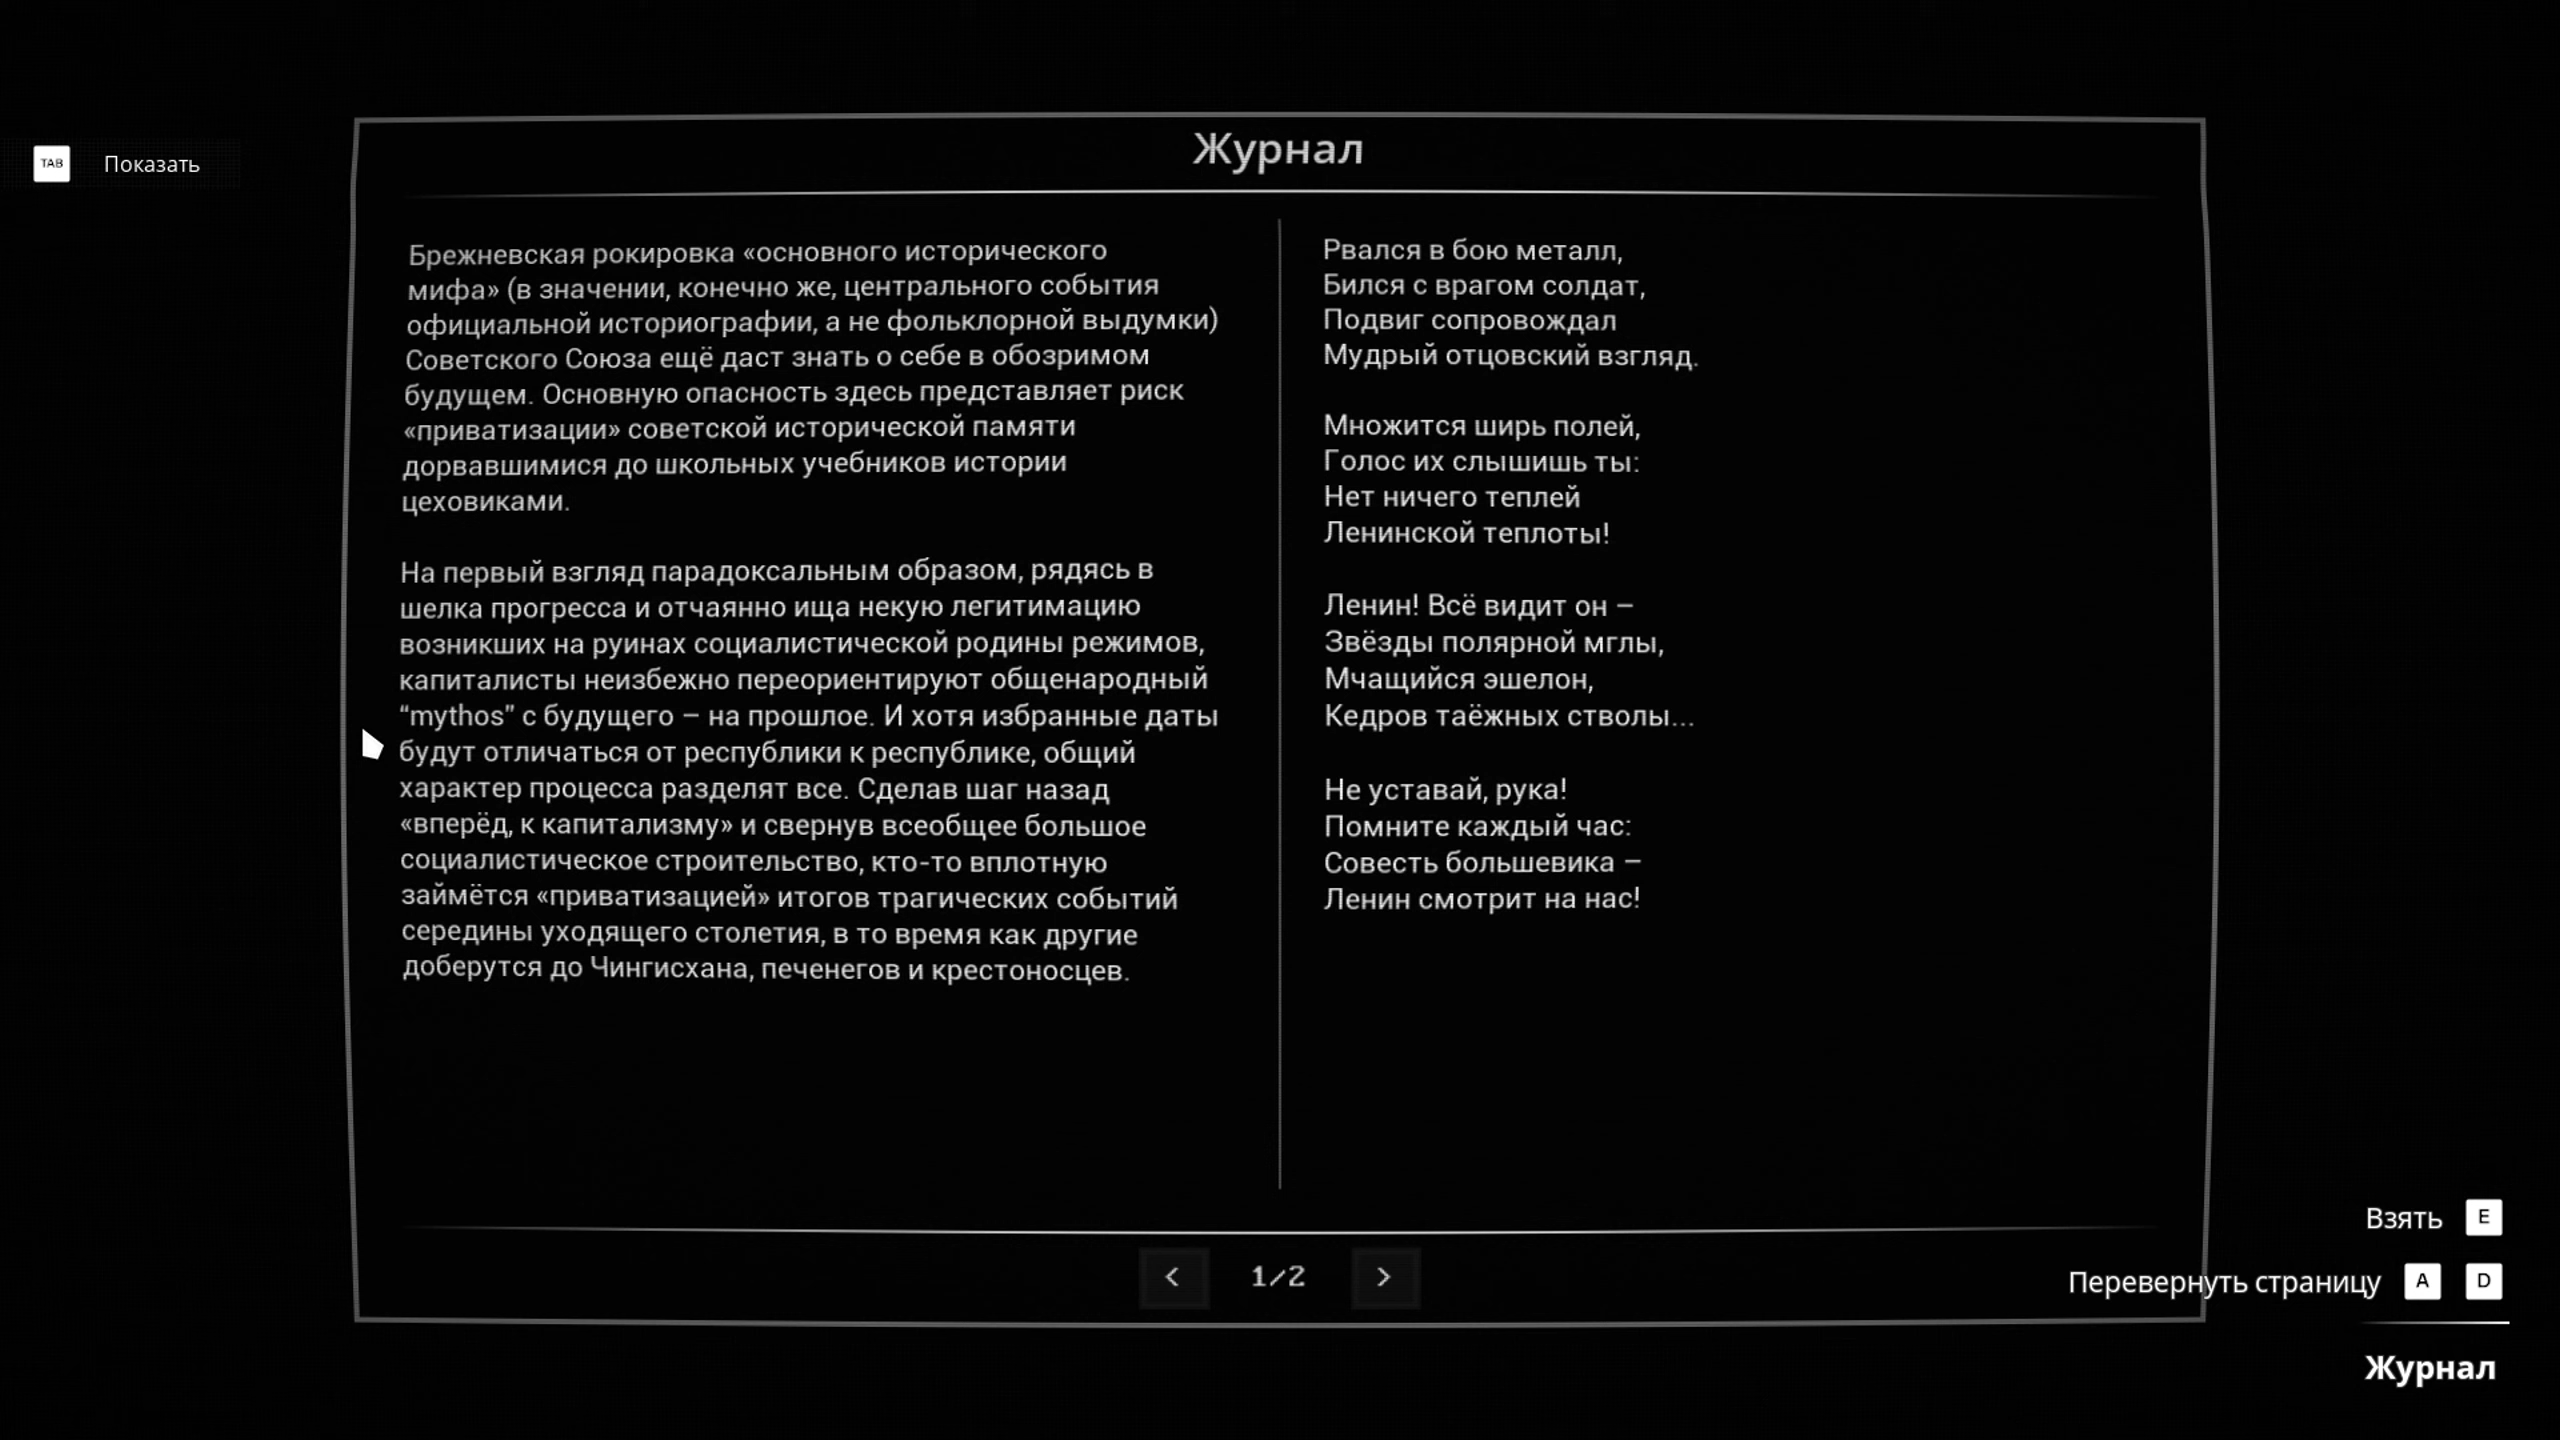 TAB Показать
Журнал
Брежневская рокировка «основного исторического
мифа» (в значении, конечно же, центрального события
официальной историографии, а не фольклорной выдумки)
Советского Союза ещё даст знать о себе в обозримом
будущем. Основную опасность здесь представляет риск
«приватизации» советской исторической памяти
дорвавшимися до школьных учебников истории
цеховиками.
На первый взгляд парадоксальным образом, рядясь в
шелка прогресса и отчаянно ища некую легитимацию
возникших на руинах социалистической родины режимов,
капиталисты неизбежно переориентируют общенародный
“mythos” с будущего – на прошлое. И хотя избранные даты
будут отличаться от республики к республике, общий
характер процесса разделят все. Сделав шаг назад
«вперёд, к капитализму» и свернув всеобщее большое
социалистическое строительство, кто-то вплотную
займётся «приватизацией» итогов трагических событий
середины уходящего столетия, в то время как другие
доберутся до Чингисхана, печенегов и крестоносцев.
Рвался в бою металл,
Бился с врагом солдат,
Подвиг сопровождал
Мудрый отцовский взгляд.
Множится ширь полей,
Голос их слышишь ты:
Нет ничего теплей
Ленинской теплоты!
Ленин! Всё видит он –
Звёзды полярной мглы,
Мчащийся эшелон,
Кедров таёжных стволы...
Не уставай, рука!
Помните каждый час:
Совесть большевика –
Ленин смотрит на нас!
< 1/2 >
Взять E
Перевернуть страницу A D
Журнал